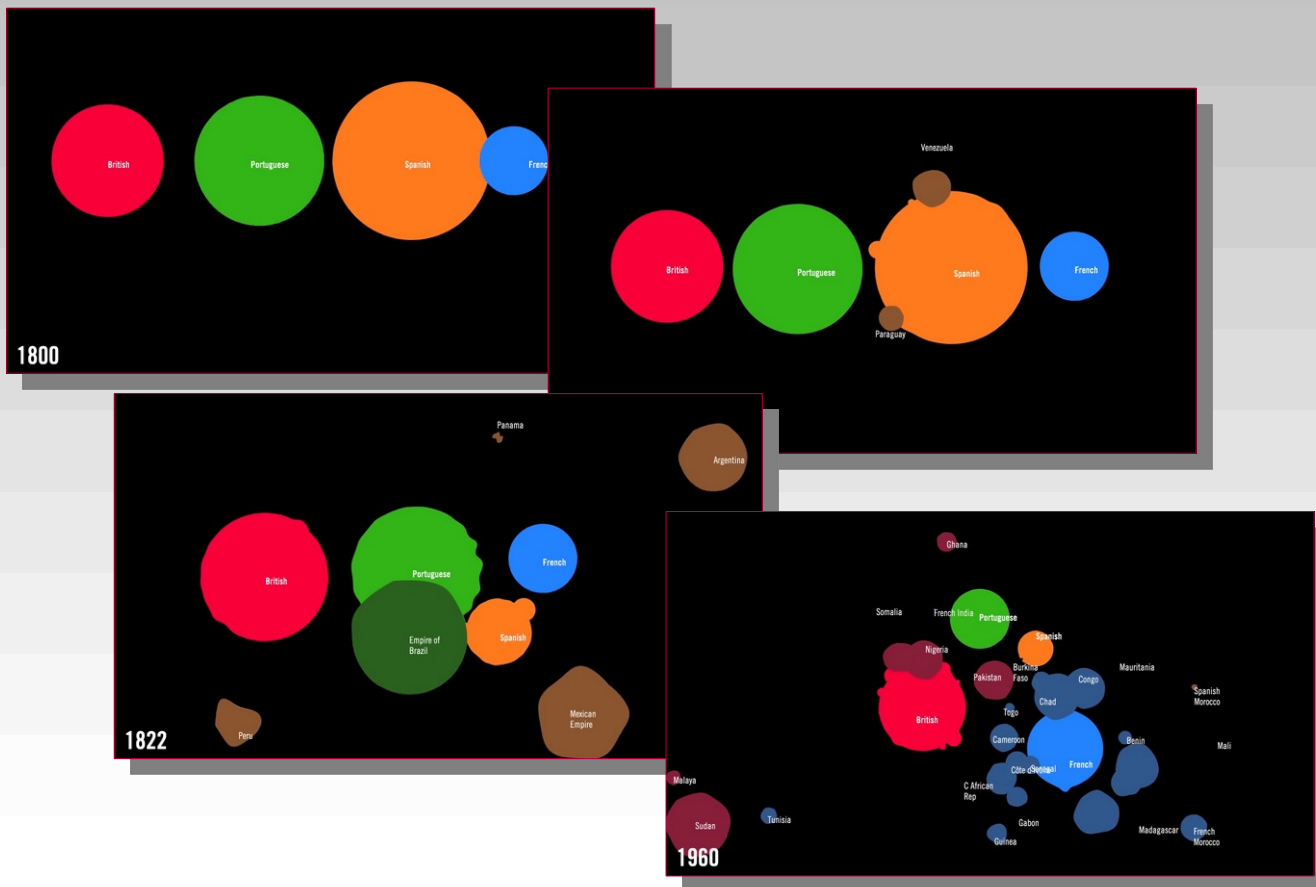 British
Portuguese
Spanish
Frenc
1800
Venezuela
British
Portuguese
Spanish
French
Paraguay
Panama
Argentina
British
Portuguese
French
Empire of
Brazil
Spanish
Mexican
Empire
Peru
1822
Ghana
Somalia
French India
Portuguese
Spanish
Nigeria
Pakistan
Burkina
Faso
Congo
Mauritania
Chad
Spanish
Morocco
Togo
British
Cameroon
Benin
Mali
Senegal
French
Malaya
C African
Rep
Tunisia
Sudan
Gabon
Madagascar
French
Morocco
Guinea
1960